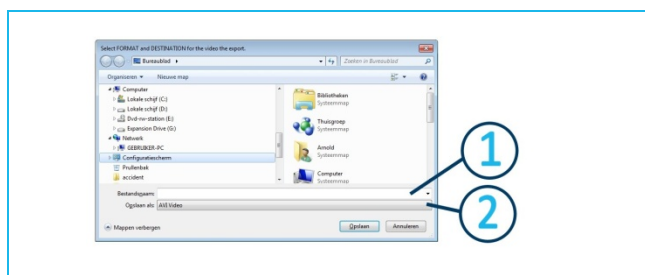 Select FORMAT and DESTINATION for the video the export.
Bureaublad
Zoeken in Bureaublad
Organiseren Nieuwe map
Computer
Lokale schijf (C:)
Lokale schijf (D:)
Dvd-rw-station (E:)
Expansion Drive (G:)
Netwerk
GEBRUIKER-PC
Configuratiescherm
Prullenbak
accident
Bibliotheken
Systeemmap
Thuisgroep
Systeemmap
Arnold
Systeemmap
Computer
Systeemmap
Bestandsnaam:
Opslaan als: AVI Video
Mappen verbergen
Opslaan Annuleren
1
2